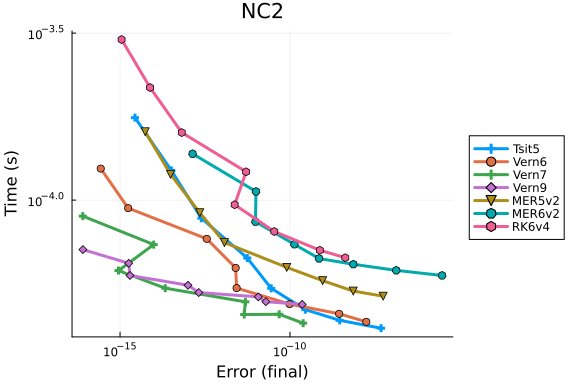 NC2
10^-3.5
10^-4.0
Time (s)
10^-15
10^-10
Error (final)
Tsit5
Vern6
Vern7
Vern9
MER5v2
MER6v2
RK6v4